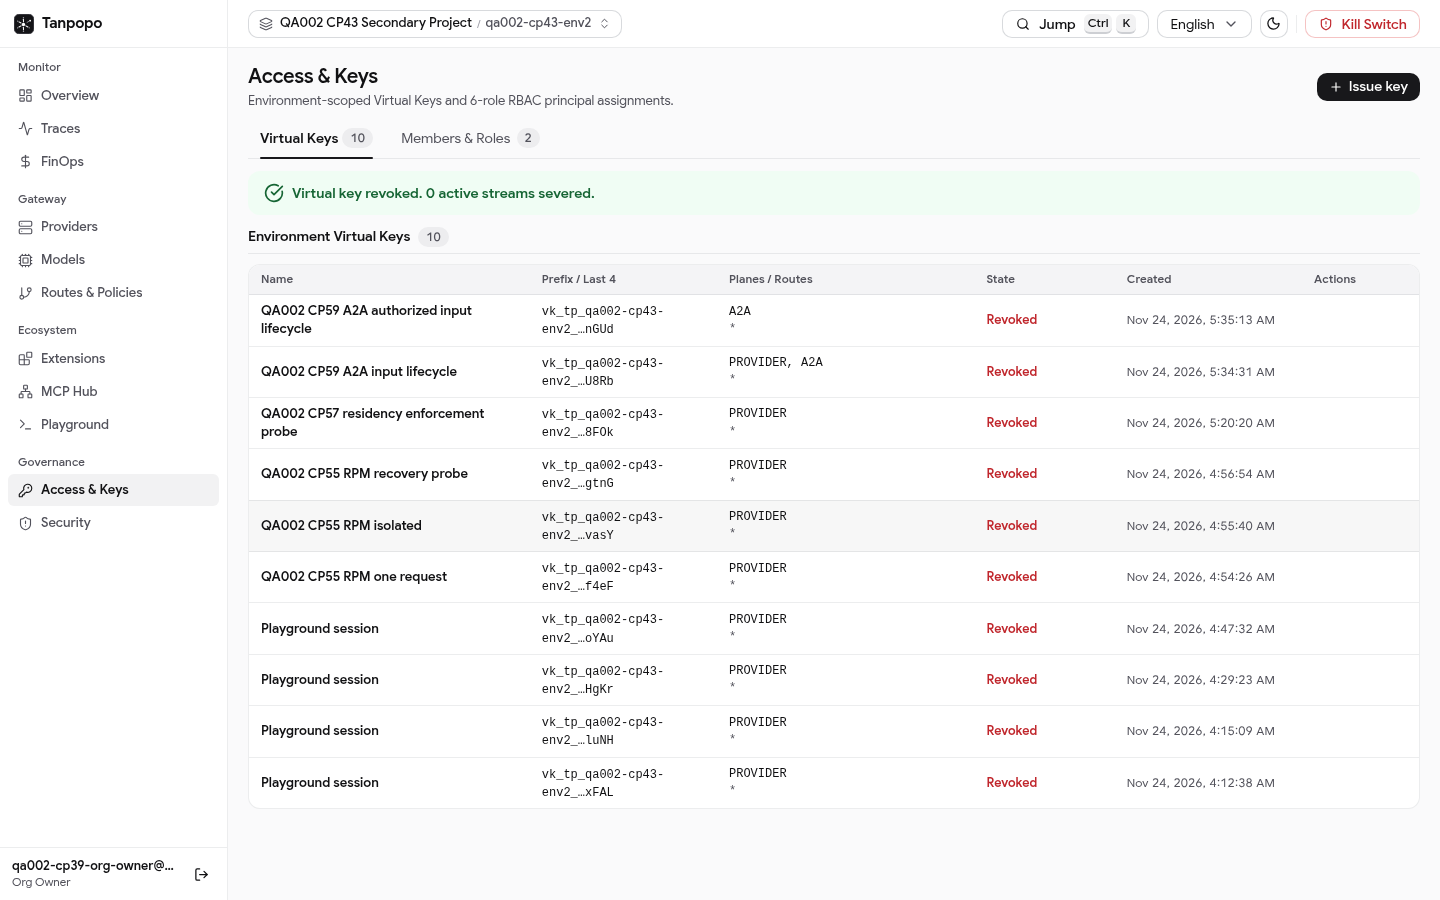 Tanpopo
QA002 CP43 Secondary Project / qa002-cp43-env2
Jump Ctrl K
English
Kill Switch
Monitor
Overview
Traces
FinOps
Gateway
Providers
Models
Routes & Policies
Ecosystem
Extensions
MCP Hub
Playground
Governance
Access & Keys
Security
qa002-cp39-org-owner@...
Org Owner
Access & Keys
Environment-scoped Virtual Keys and 6-role RBAC principal assignments.
Issue key
Virtual Keys 10
Members & Roles 2
Virtual key revoked. 0 active streams severed.
Environment Virtual Keys 10
Name Prefix / Last 4 Planes / Routes State Created Actions
QA002 CP59 A2A authorized input lifecycle
vk_tp_qa002-cp43-env2_…nGUd
A2A
*
Revoked
Nov 24, 2026, 5:35:13 AM
QA002 CP59 A2A input lifecycle
vk_tp_qa002-cp43-env2_…U8Rb
PROVIDER, A2A
*
Revoked
Nov 24, 2026, 5:34:31 AM
QA002 CP57 residency enforcement probe
vk_tp_qa002-cp43-env2_…8FOk
PROVIDER
*
Revoked
Nov 24, 2026, 5:20:20 AM
QA002 CP55 RPM recovery probe
vk_tp_qa002-cp43-env2_…gtnG
PROVIDER
*
Revoked
Nov 24, 2026, 4:56:54 AM
QA002 CP55 RPM isolated
vk_tp_qa002-cp43-env2_…vasY
PROVIDER
*
Revoked
Nov 24, 2026, 4:55:40 AM
QA002 CP55 RPM one request
vk_tp_qa002-cp43-env2_…f4eF
PROVIDER
*
Revoked
Nov 24, 2026, 4:54:26 AM
Playground session
vk_tp_qa002-cp43-env2_…oYAu
PROVIDER
*
Revoked
Nov 24, 2026, 4:47:32 AM
Playground session
vk_tp_qa002-cp43-env2_…HgKr
PROVIDER
*
Revoked
Nov 24, 2026, 4:29:23 AM
Playground session
vk_tp_qa002-cp43-env2_…luNH
PROVIDER
*
Revoked
Nov 24, 2026, 4:15:09 AM
Playground session
vk_tp_qa002-cp43-env2_…xFAL
PROVIDER
*
Revoked
Nov 24, 2026, 4:12:38 AM